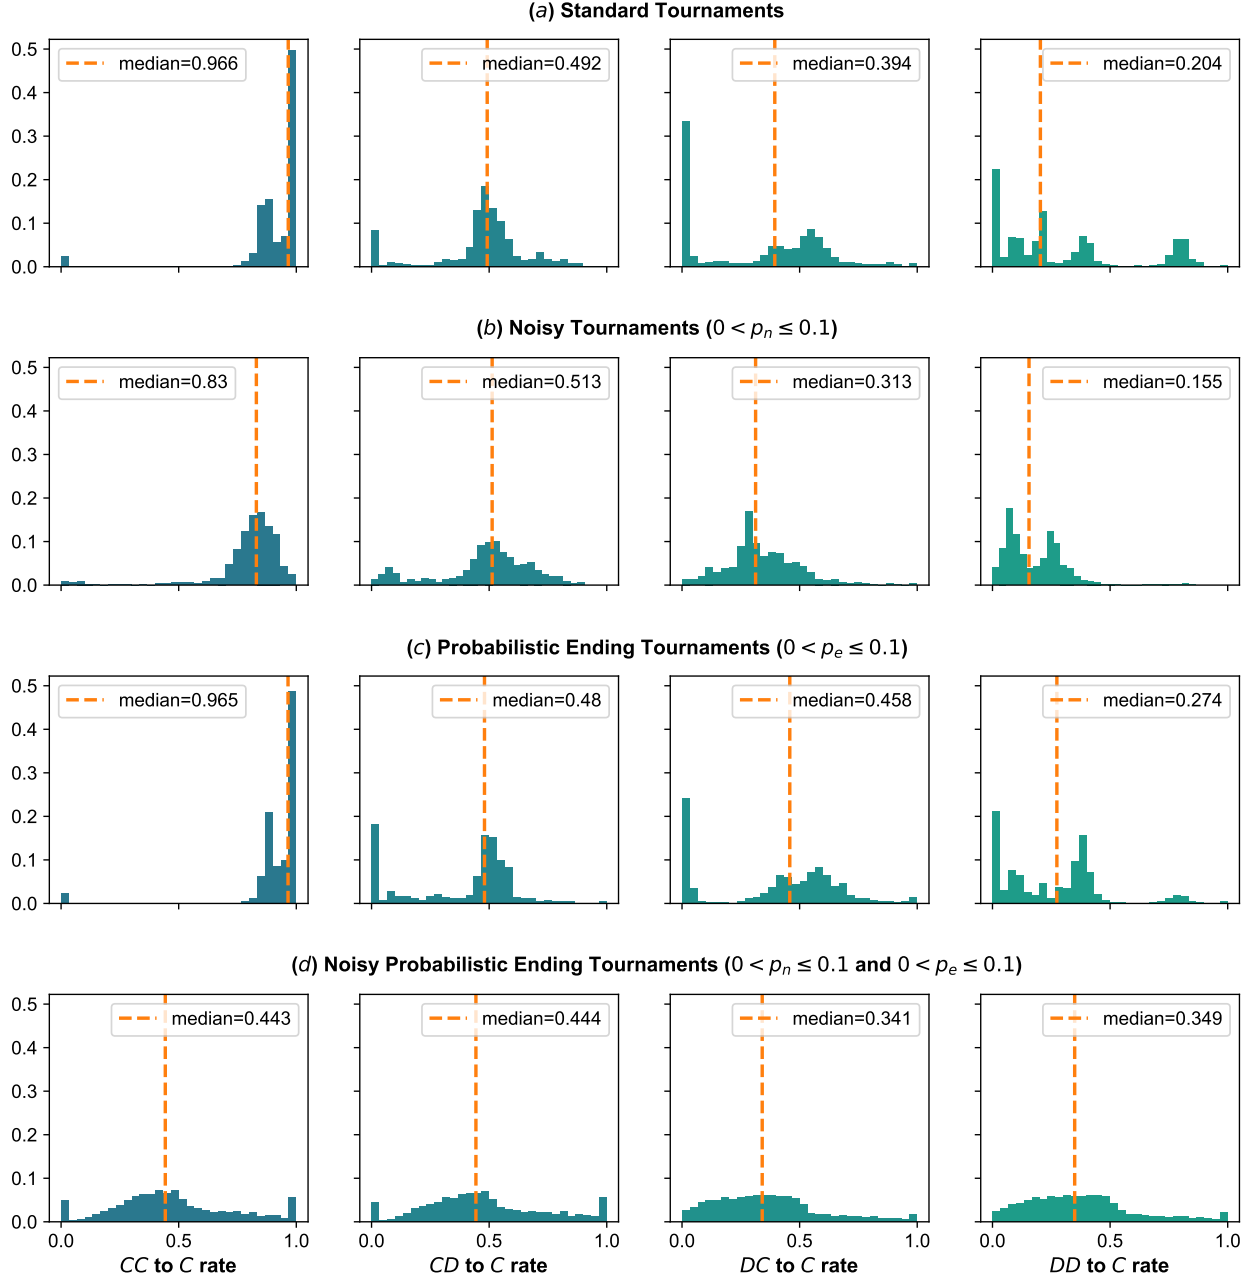 (a) Standard Tournaments
0.5
0.4
0.3
0.2
0.1
0.0
median=0.966
median=0.492
median=0.394
median=0.204
0.0 0.5 1.0
0.0 0.5 1.0
0.0 0.5 1.0
0.0 0.5 1.0
CC to C rate
CD to C rate
DC to C rate
DD to C rate
(b) Noisy Tournaments (0 < pₙ ≤ 0.1)
0.5
0.4
0.3
0.2
0.1
0.0
median=0.83
median=0.513
median=0.313
median=0.155
(c) Probabilistic Ending Tournaments (0 < pₑ ≤ 0.1)
0.5
0.4
0.3
0.2
0.1
0.0
median=0.965
median=0.48
median=0.458
median=0.274
(d) Noisy Probabilistic Ending Tournaments (0 < pₙ ≤ 0.1 and 0 < pₑ ≤ 0.1)
0.5
0.4
0.3
0.2
0.1
0.0
median=0.443
median=0.444
median=0.341
median=0.349